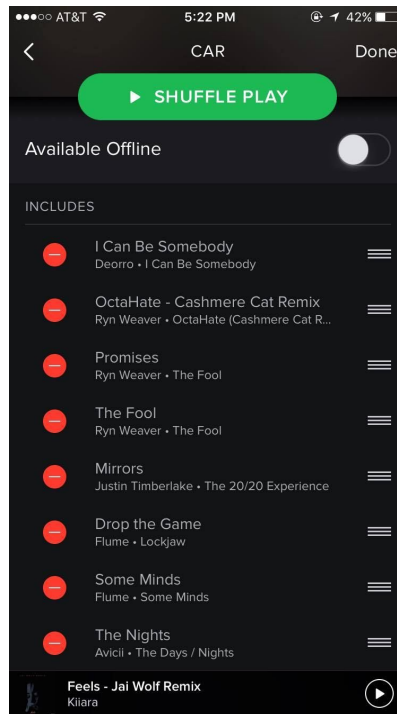 AT&T 5:22 PM 42%
CAR Done
SHUFFLE PLAY
Available Offline
INCLUDES
I Can Be Somebody
Deorro • I Can Be Somebody
OctaHate - Cashmere Cat Remix
Ryn Weaver • OctaHate (Cashmere Cat R...
Promises
Ryn Weaver • The Fool
The Fool
Ryn Weaver • The Fool
Mirrors
Justin Timberlake • The 20/20 Experience
Drop the Game
Flume • Lockjaw
Some Minds
Flume • Some Minds
The Nights
Avicii • The Days / Nights
Feels - Jai Wolf Remix
Kiiara